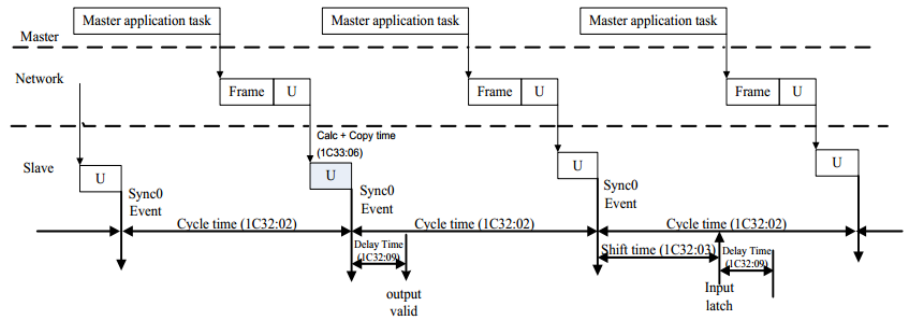 Master application task
Master application task
Master application task
Master
Network
Frame U
Frame U
Frame U
Calc + Copy time
(1C33:06)
Slave
U
U
U
U
Sync0
Event
Sync0
Event
Sync0
Event
Cycle time (1C32:02)
Cycle time (1C32:02)
Cycle time (1C32:02)
Delay Time
(1C32:09)
Shift time (1C32:03)
Delay Time
(1C32:09)
output
valid
Input
latch